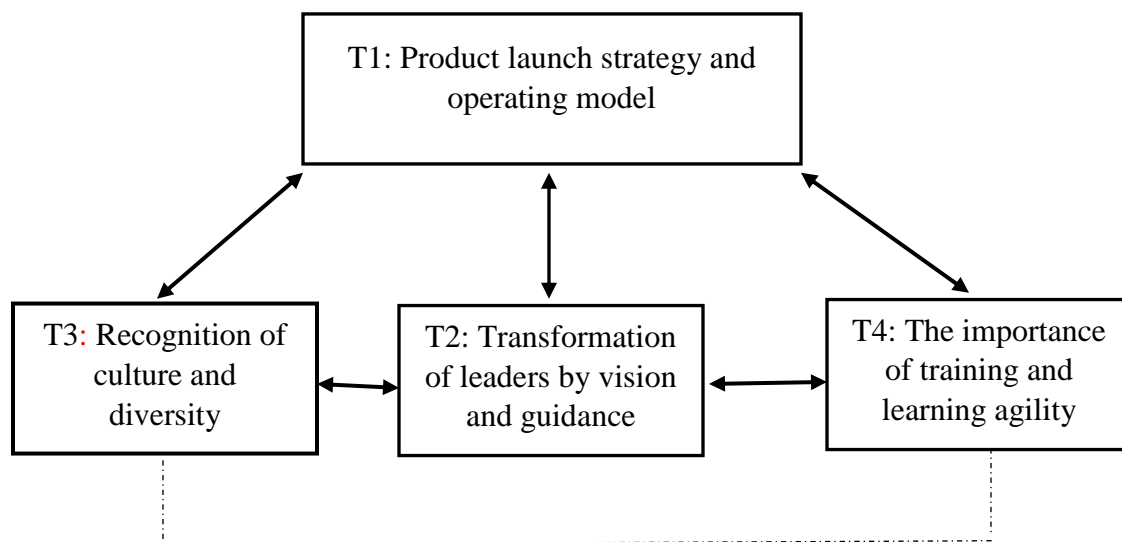 T1: Product launch strategy and
operating model
T3: Recognition of
culture and
diversity
T2: Transformation
of leaders by vision
and guidance
T4: The importance
of training and
learning agility